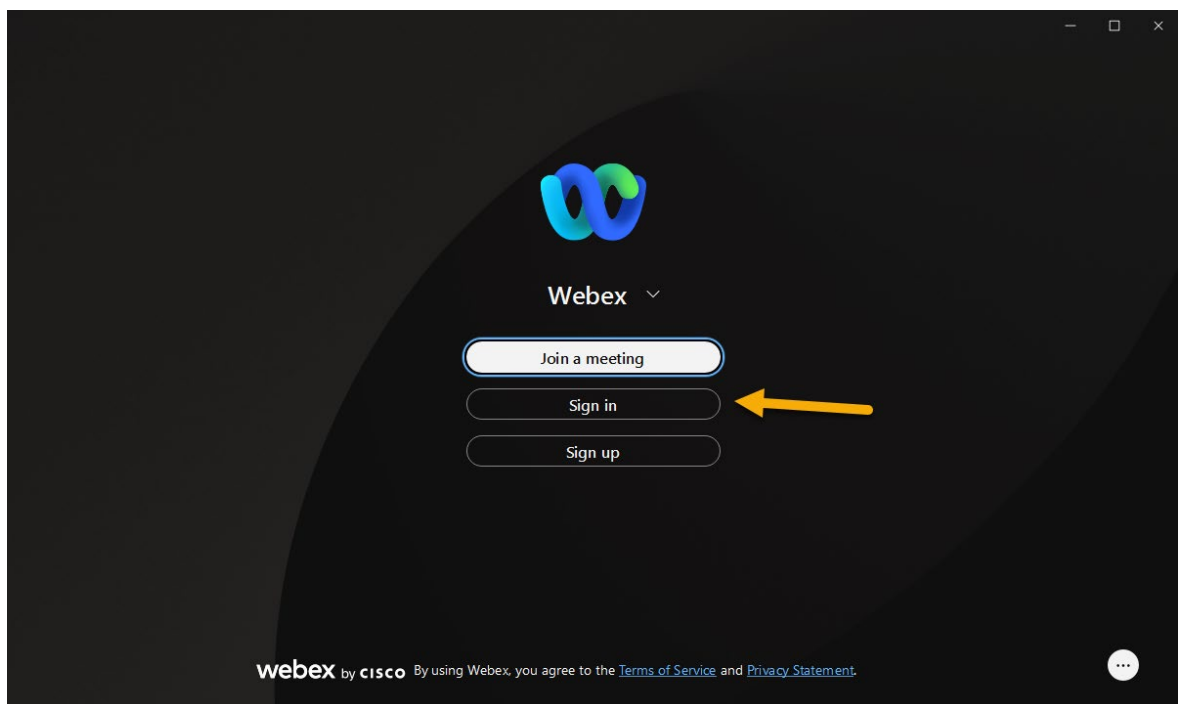 Webex
Join a meeting
Sign in
Sign up
webex by CISCO By using Webex, you agree to the Terms of Service and Privacy Statement.